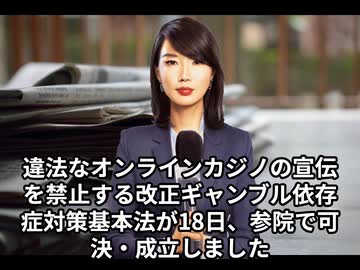 違法なオンラインカジノの宣伝
を禁止する改正ギャンブル依存
症対策基本法が18日、参院で可
決・成立しました